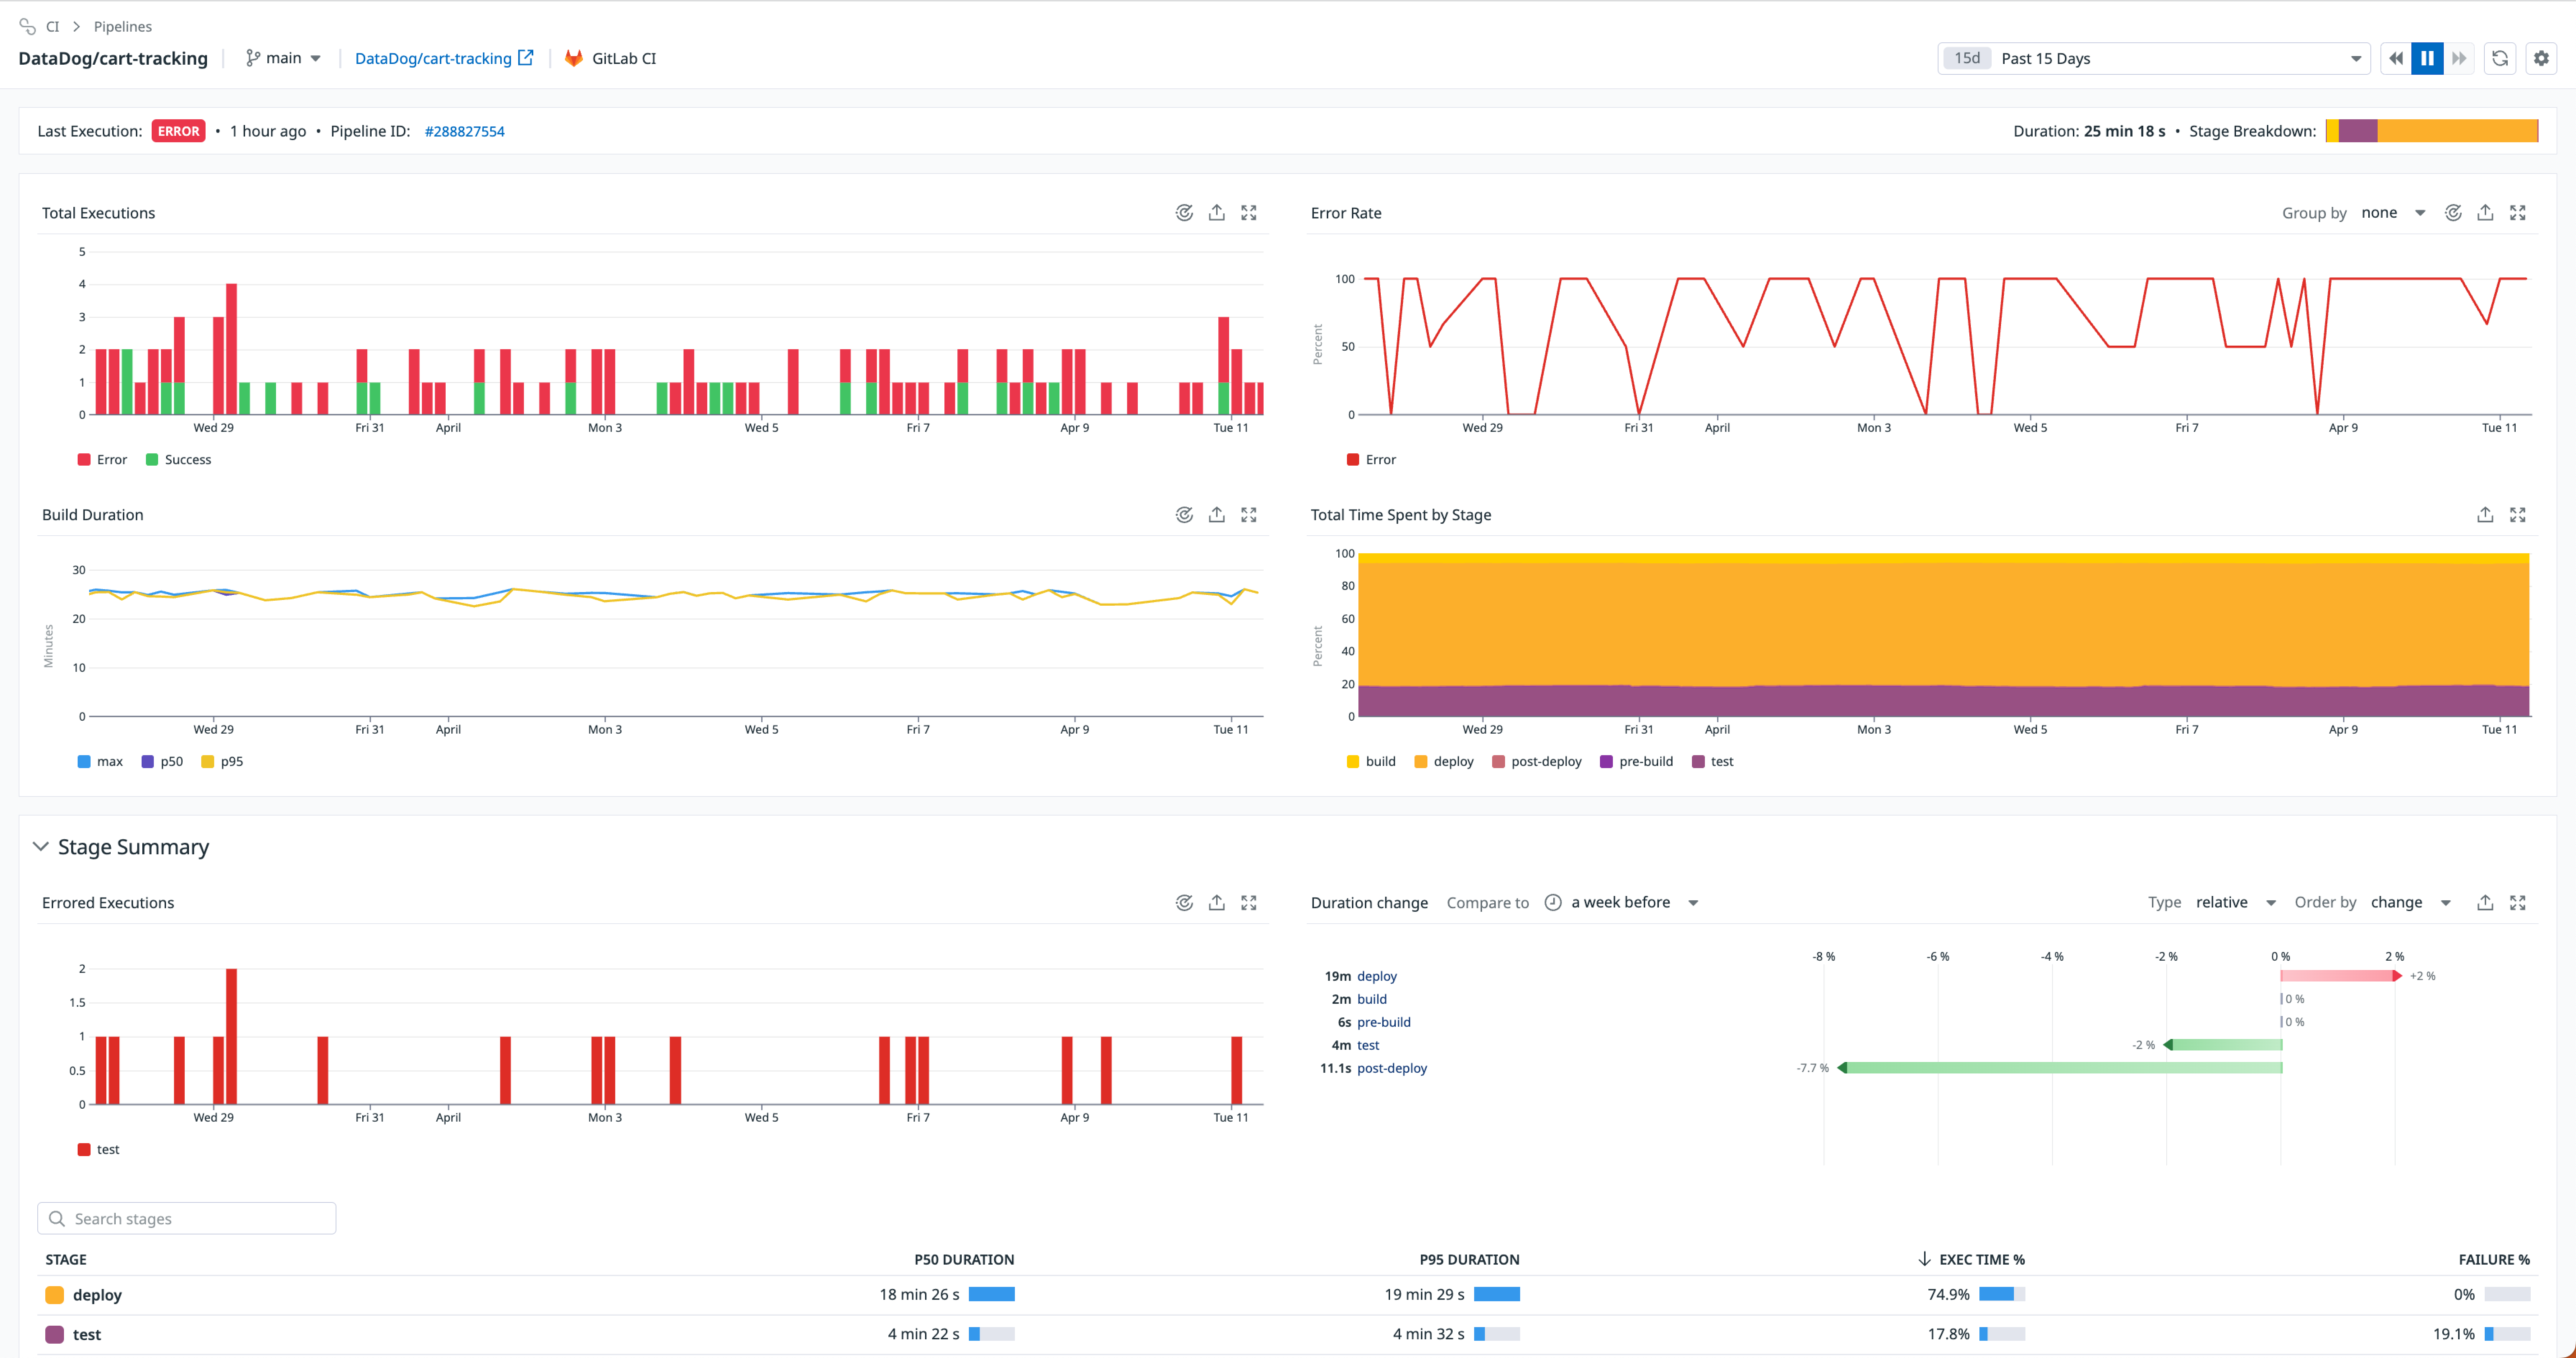 CI > Pipelines
DataDog/cart-tracking main DataDog/cart-tracking GitLab CI 15d Past 15 Days
Last Execution: ERROR • 1 hour ago • Pipeline ID: #288827554 Duration: 25 min 18 s • Stage Breakdown:
Total Executions
5
4
3
2
1
0
Wed 29 Fri 31 April Mon 3 Wed 5 Fri 7 Apr 9 Tue 11
Error Success
Error Rate Group by none
Percent
100
50
0
Wed 29 Fri 31 April Mon 3 Wed 5 Fri 7 Apr 9 Tue 11
Error
Build Duration
Minutes
30
20
10
0
Wed 29 Fri 31 April Mon 3 Wed 5 Fri 7 Apr 9 Tue 11
max p50 p95
Total Time Spent by Stage
Percent
100
80
60
40
20
0
Wed 29 Fri 31 April Mon 3 Wed 5 Fri 7 Apr 9 Tue 11
build deploy post-deploy pre-build test
Stage Summary
Errored Executions
2
1.5
1
0.5
0
Wed 29 Fri 31 April Mon 3 Wed 5 Fri 7 Apr 9 Tue 11
test
Duration change Compare to a week before Type relative Order by change
-8 % -6 % -4 % -2 % 0 % 2 %
19m deploy +2 %
2m build 0 %
6s pre-build 0 %
4m test -2 %
11.1s post-deploy -7.7 %
Search stages
STAGE P50 DURATION P95 DURATION EXEC TIME % FAILURE %
deploy 18 min 26 s 19 min 29 s 74.9% 0%
test 4 min 22 s 4 min 32 s 17.8% 19.1%